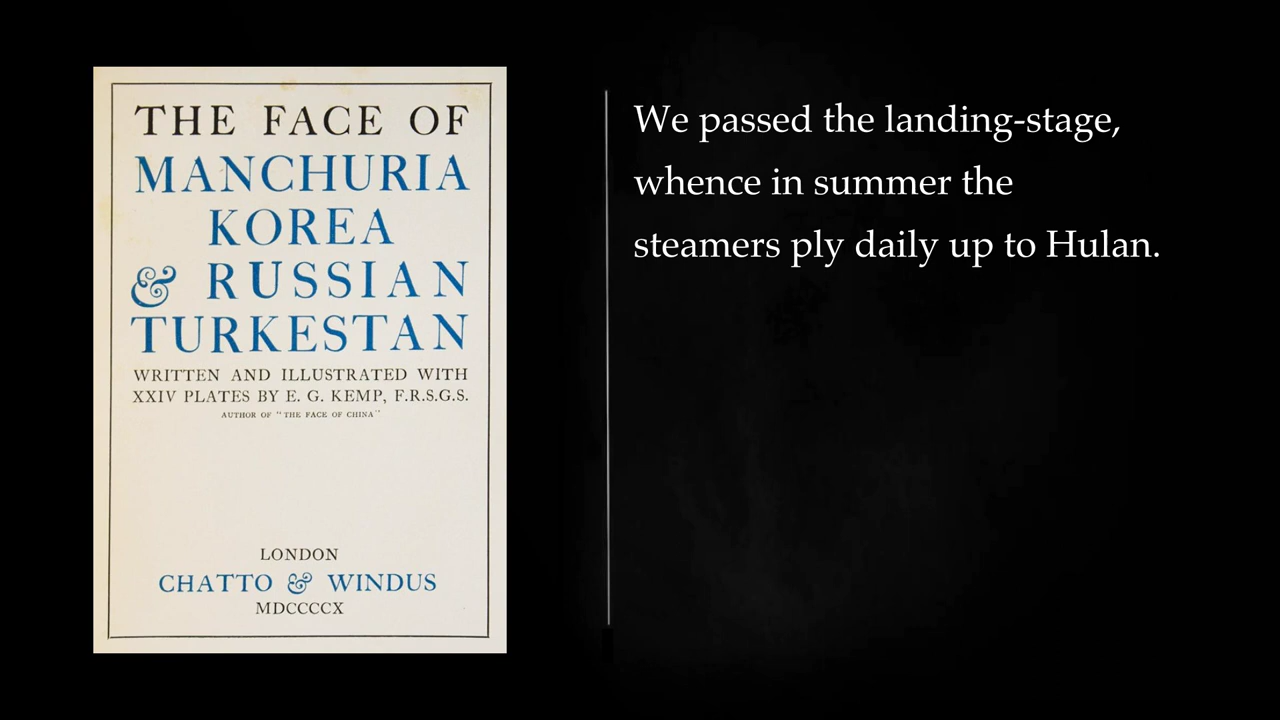 THE FACE OF
MANCHURIA
KOREA
& RUSSIAN
TURKESTAN
WRITTEN AND ILLUSTRATED WITH
XXIV PLATES BY E. G. KEMP, F.R.S.G.S.
AUTHOR OF "THE FACE OF CHINA"
LONDON
CHATTO & WINDUS
MDCCCCX
We passed the landing-stage,
whence in summer the
steamers ply daily up to Hulan.